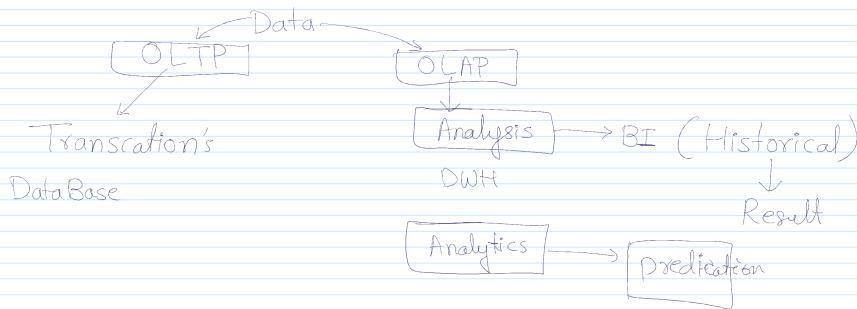 Data
OLTP
OLAP
Transcation's
Analysis
BI (Historical)
DataBase
DWH
Result
Analytics
Predication